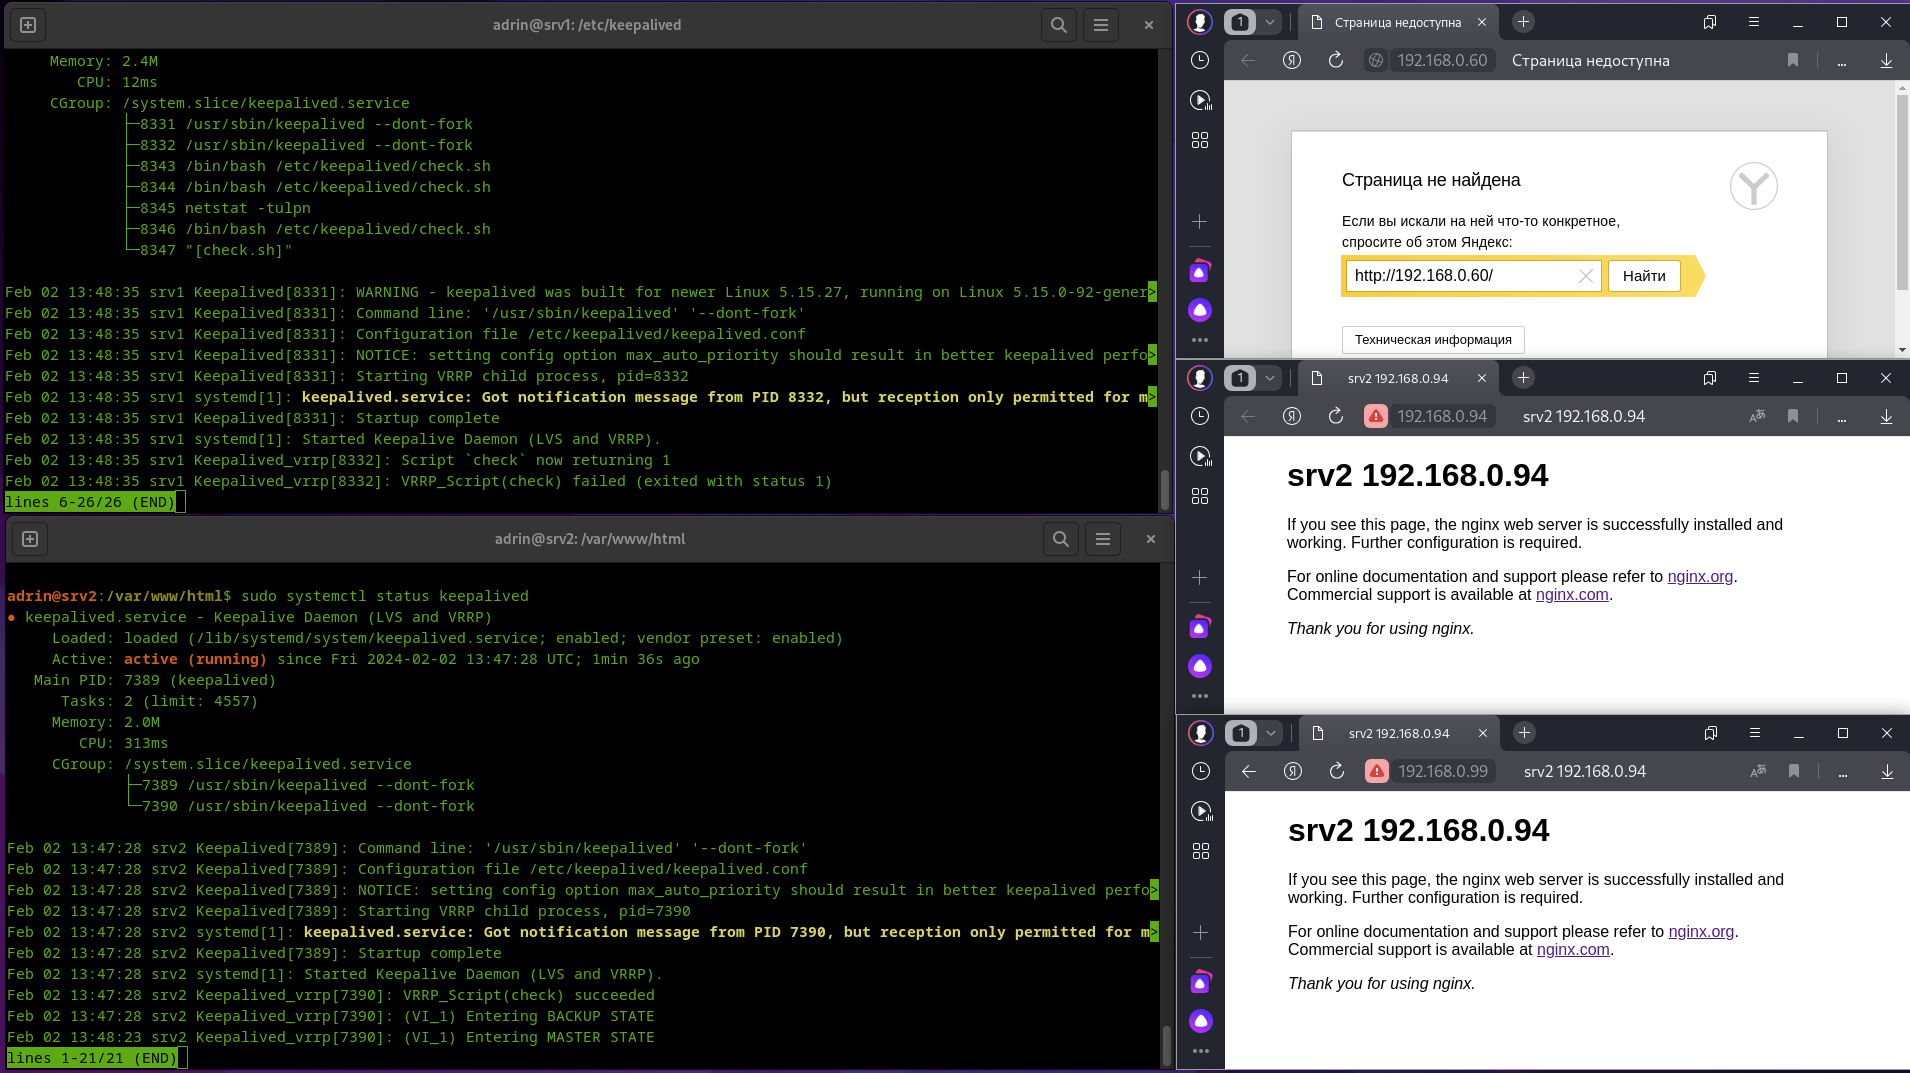 adrin@srv1: /etc/keepalived
Memory: 2.4M
CPU: 12ms
CGroup: /system.slice/keepalived.service
├─8331 /usr/sbin/keepalived --dont-fork
├─8332 /usr/sbin/keepalived --dont-fork
├─8343 /bin/bash /etc/keepalived/check.sh
├─8344 /bin/bash /etc/keepalived/check.sh
├─8345 netstat -tulpn
├─8346 /bin/bash /etc/keepalived/check.sh
└─8347 "[check.sh]"
Feb 02 13:48:35 srv1 Keepalived[8331]: WARNING - keepalived was built for newer Linux 5.15.27, running on Linux 5.15.0-92-gener>
Feb 02 13:48:35 srv1 Keepalived[8331]: Command line: '/usr/sbin/keepalived' '--dont-fork'
Feb 02 13:48:35 srv1 Keepalived[8331]: Configuration file /etc/keepalived/keepalived.conf
Feb 02 13:48:35 srv1 Keepalived[8331]: NOTICE: setting config option max_auto_priority should result in better keepalived perfo>
Feb 02 13:48:35 srv1 Keepalived[8331]: Starting VRRP child process, pid=8332
Feb 02 13:48:35 srv1 systemd[1]: keepalived.service: Got notification message from PID 8332, but reception only permitted for m>
Feb 02 13:48:35 srv1 Keepalived[8331]: Startup complete
Feb 02 13:48:35 srv1 systemd[1]: Started Keepalive Daemon (LVS and VRRP).
Feb 02 13:48:35 srv1 Keepalived_vrrp[8332]: Script `check` now returning 1
Feb 02 13:48:35 srv1 Keepalived_vrrp[8332]: VRRP_Script(check) failed (exited with status 1)
lines 6-26/26 (END)
adrin@srv2: /var/www/html
adrin@srv2:/var/www/html$ sudo systemctl status keepalived
● keepalived.service - Keepalive Daemon (LVS and VRRP)
Loaded: loaded (/lib/systemd/system/keepalived.service; enabled; vendor preset: enabled)
Active: active (running) since Fri 2024-02-02 13:47:28 UTC; 1min 36s ago
Main PID: 7389 (keepalived)
Tasks: 2 (limit: 4557)
Memory: 2.0M
CPU: 313ms
CGroup: /system.slice/keepalived.service
├─7389 /usr/sbin/keepalived --dont-fork
└─7390 /usr/sbin/keepalived --dont-fork
Feb 02 13:47:28 srv2 Keepalived[7389]: Command line: '/usr/sbin/keepalived' '--dont-fork'
Feb 02 13:47:28 srv2 Keepalived[7389]: Configuration file /etc/keepalived/keepalived.conf
Feb 02 13:47:28 srv2 Keepalived[7389]: NOTICE: setting config option max_auto_priority should result in better keepalived perfo>
Feb 02 13:47:28 srv2 Keepalived[7389]: Starting VRRP child process, pid=7390
Feb 02 13:47:28 srv2 systemd[1]: keepalived.service: Got notification message from PID 7390, but reception only permitted for m>
Feb 02 13:47:28 srv2 Keepalived[7389]: Startup complete
Feb 02 13:47:28 srv2 systemd[1]: Started Keepalive Daemon (LVS and VRRP).
Feb 02 13:47:28 srv2 Keepalived_vrrp[7390]: VRRP_Script(check) succeeded
Feb 02 13:47:28 srv2 Keepalived_vrrp[7390]: (VI_1) Entering BACKUP STATE
Feb 02 13:48:23 srv2 Keepalived_vrrp[7390]: (VI_1) Entering MASTER STATE
lines 1-21/21 (END)
1 Страница недоступна
Я 192.168.0.60 Страница недоступна
Страница не найдена
Если вы искали на ней что-то конкретное,
спросите об этом Яндекс:
http://192.168.0.60/ Найти
Техническая информация
1 srv2 192.168.0.94
Я 192.168.0.94 srv2 192.168.0.94
srv2 192.168.0.94
If you see this page, the nginx web server is successfully installed and
working. Further configuration is required.
For online documentation and support please refer to nginx.org.
Commercial support is available at nginx.com.
Thank you for using nginx.
1 srv2 192.168.0.94
Я 192.168.0.99 srv2 192.168.0.94
srv2 192.168.0.94
If you see this page, the nginx web server is successfully installed and
working. Further configuration is required.
For online documentation and support please refer to nginx.org.
Commercial support is available at nginx.com.
Thank you for using nginx.